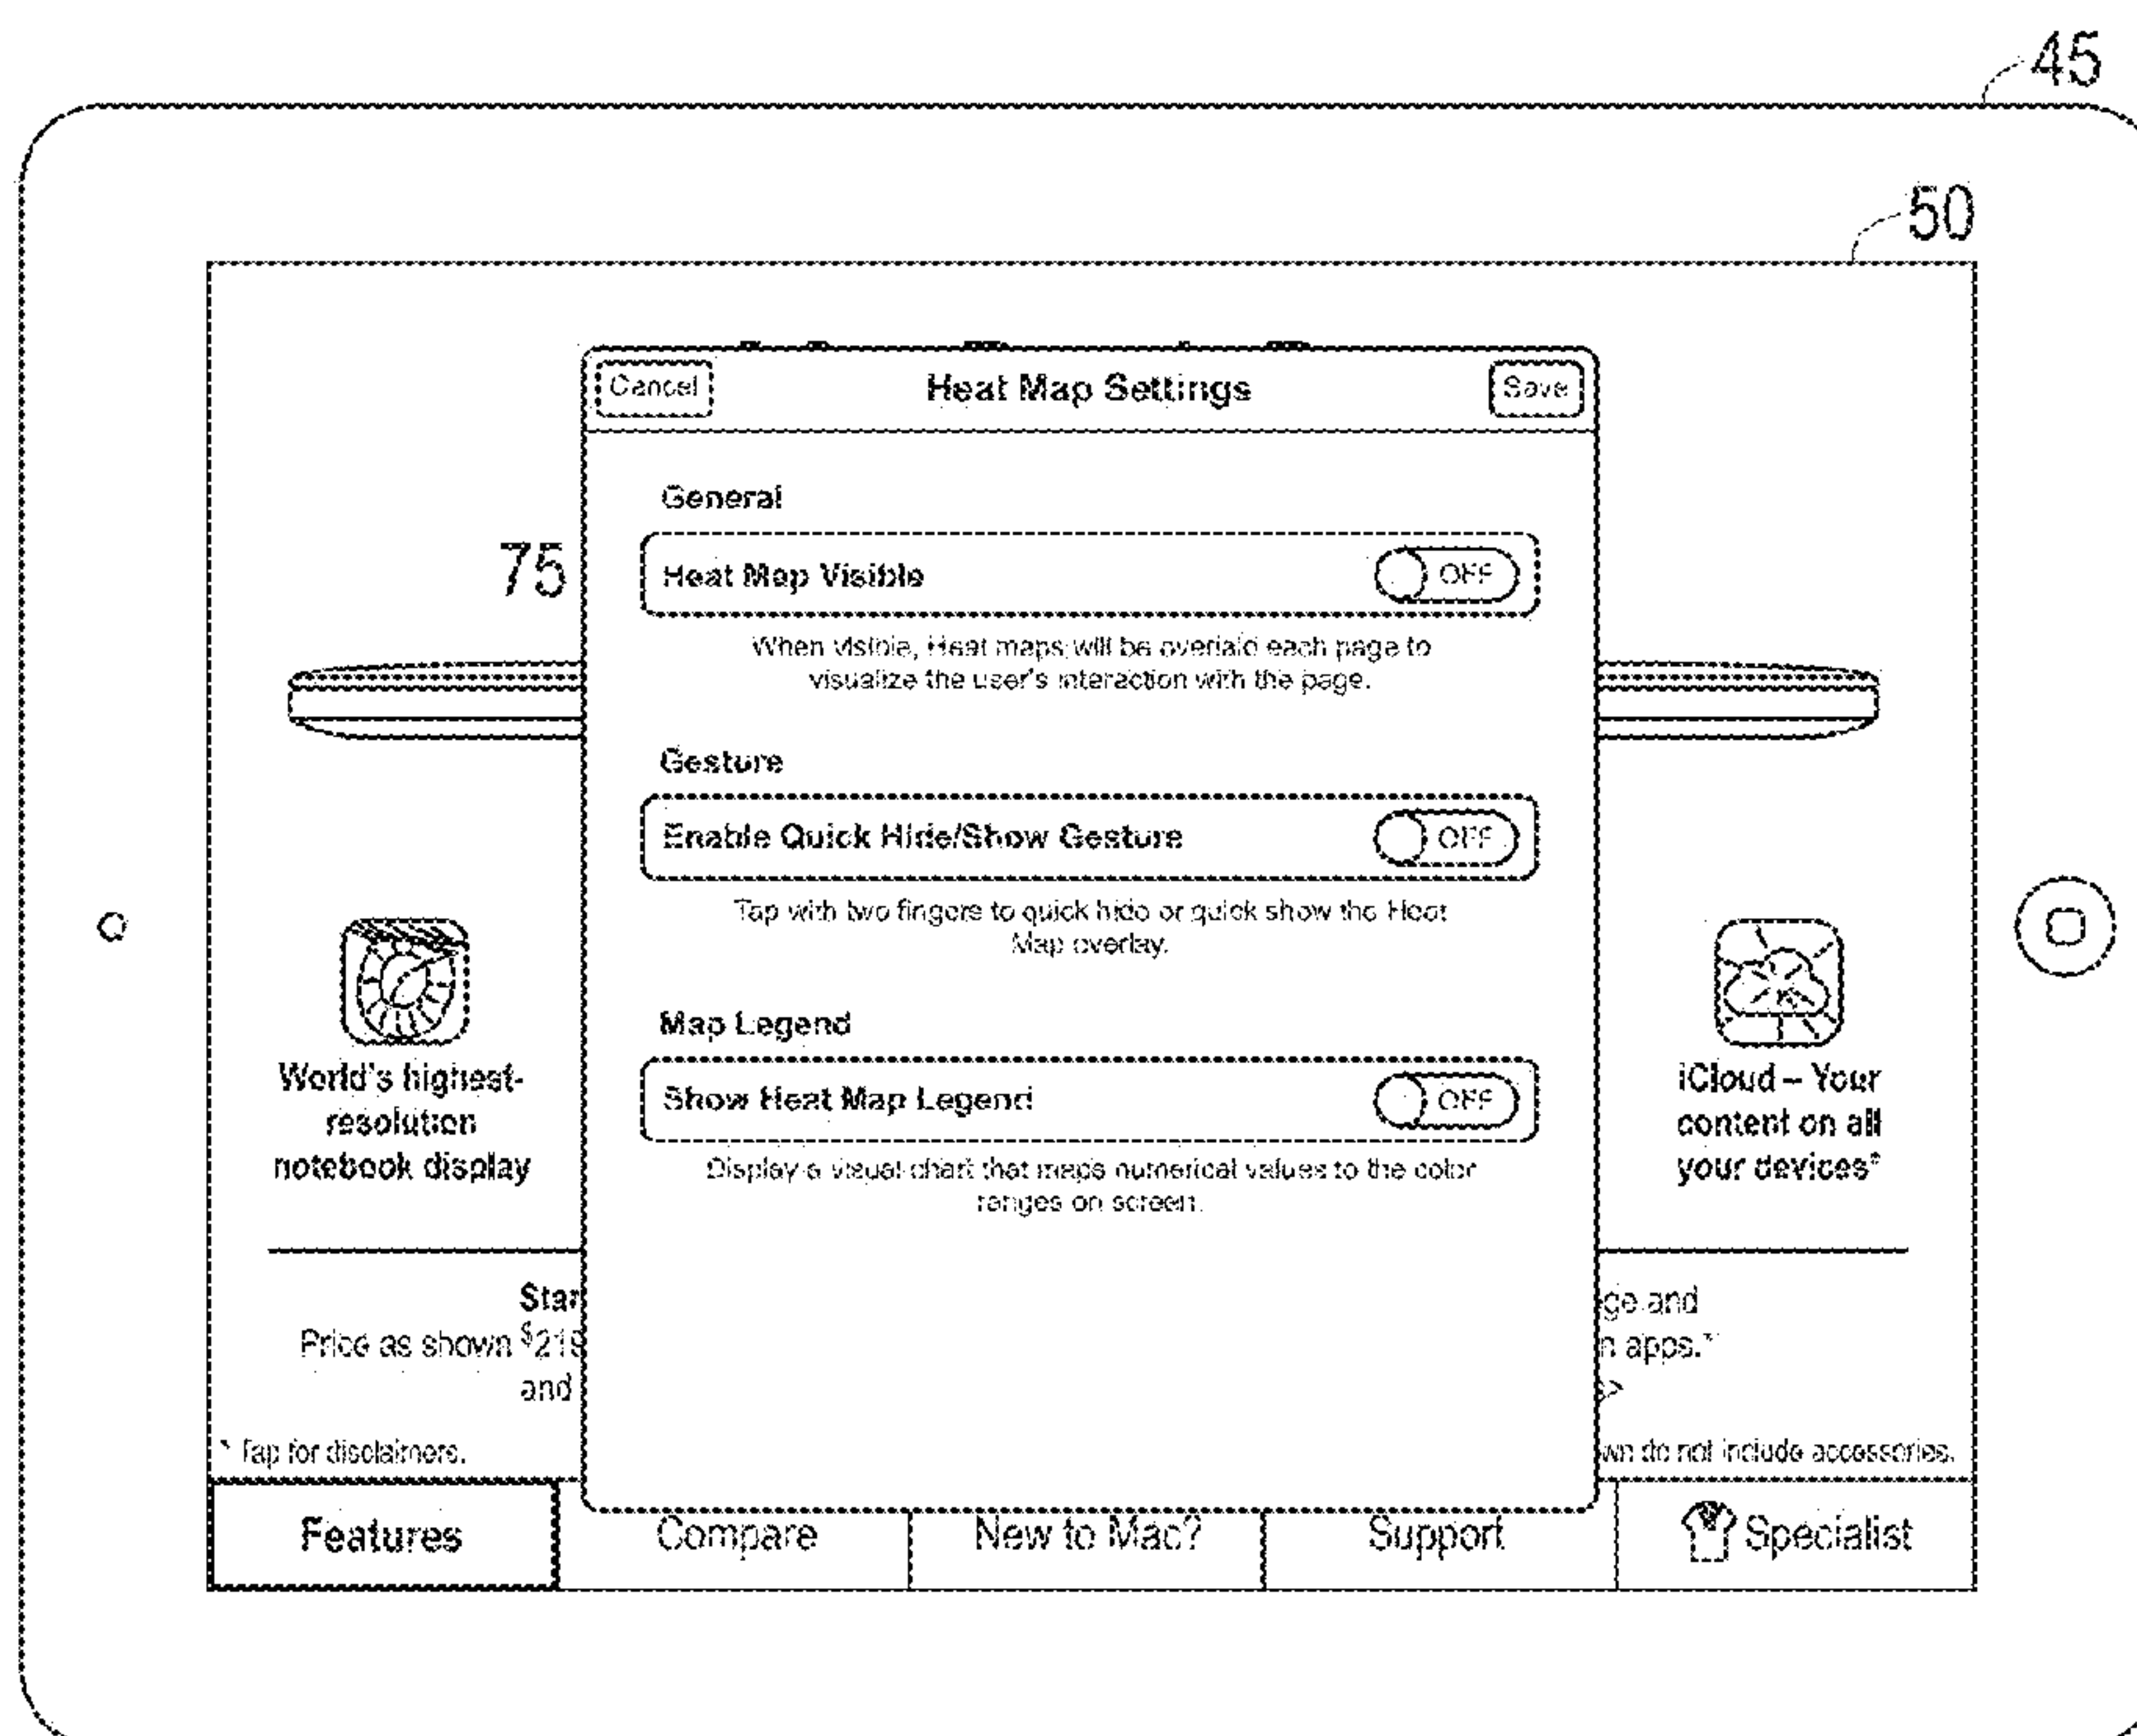 45
50
Cancel Heat Map Settings Save
General
75
Heat Map Visible OFF
When visible, Heat maps will be overlaid each page to
visualize the user's interaction with the page.
Gesture
Enable Quick Hide/Show Gesture OFF
Tap with two fingers to quick hide or quick show the Heat
Map overlay.
Map Legend
Show Heat Map Legend OFF
Display a visual chart that maps numerical values to the color
ranges on screen.
World's highest-
resolution
notebook display
iCloud – Your
content on all
your devices*
Star
Price as shown $219
and
ge and
n apps.*
>
* Tap for disclaimers.
wn do not include accessories.
Features Compare New to Mac? Support Specialist